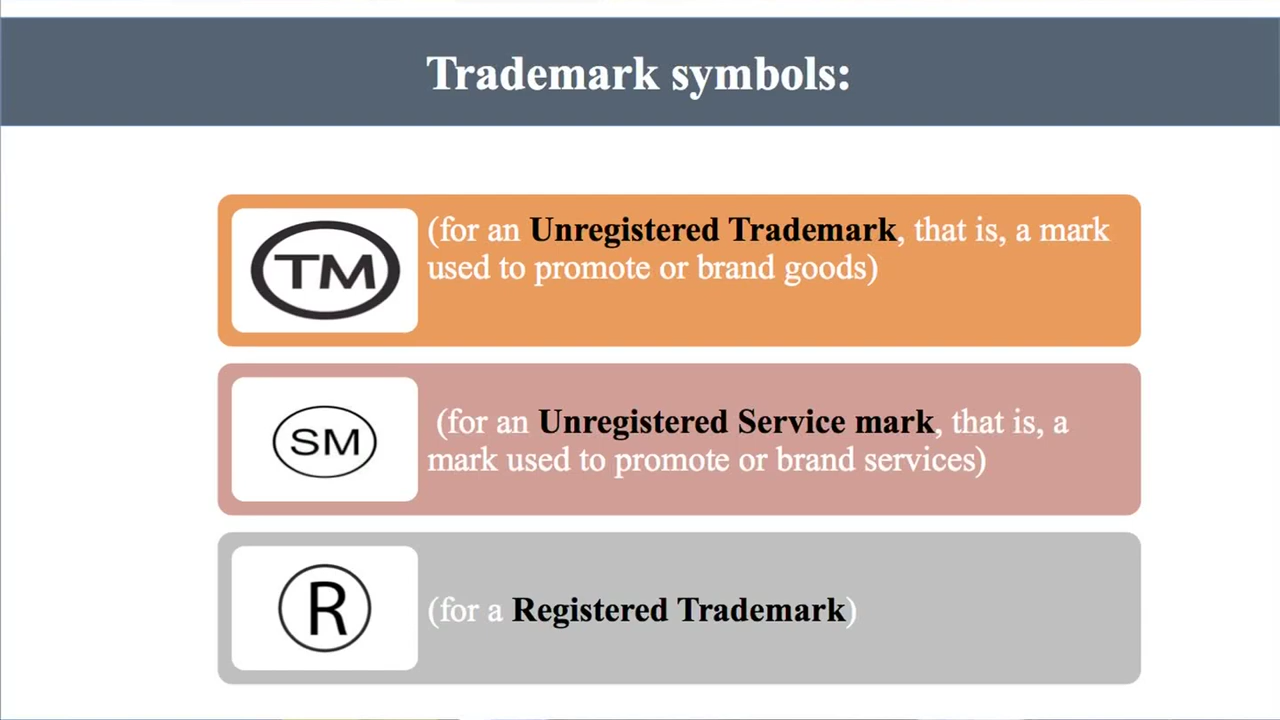 Trademark symbols:
TM
(for an Unregistered Trademark, that is, a mark
used to promote or brand goods)
SM
(for an Unregistered Service mark, that is, a
mark used to promote or brand services)
R
(for a Registered Trademark)